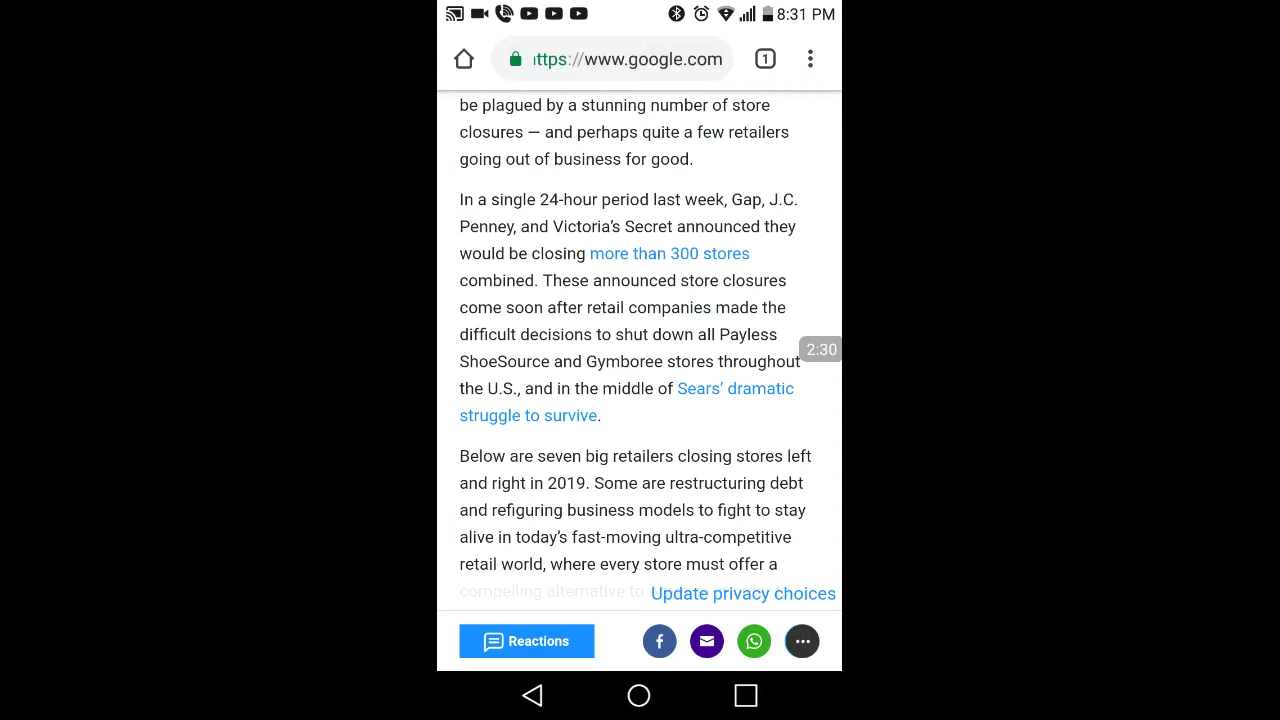 8:31 PM
ttps://www.google.com
1
be plagued by a stunning number of store
closures — and perhaps quite a few retailers
going out of business for good.
In a single 24-hour period last week, Gap, J.C.
Penney, and Victoria's Secret announced they
would be closing more than 300 stores
combined. These announced store closures
come soon after retail companies made the
difficult decisions to shut down all Payless
2:30
ShoeSource and Gymboree stores throughout
the U.S., and in the middle of Sears' dramatic
struggle to survive.
Below are seven big retailers closing stores left
and right in 2019. Some are restructuring debt
and refiguring business models to fight to stay
alive in today's fast-moving ultra-competitive
retail world, where every store must offer a
compelling alternative to
Update privacy choices
Reactions